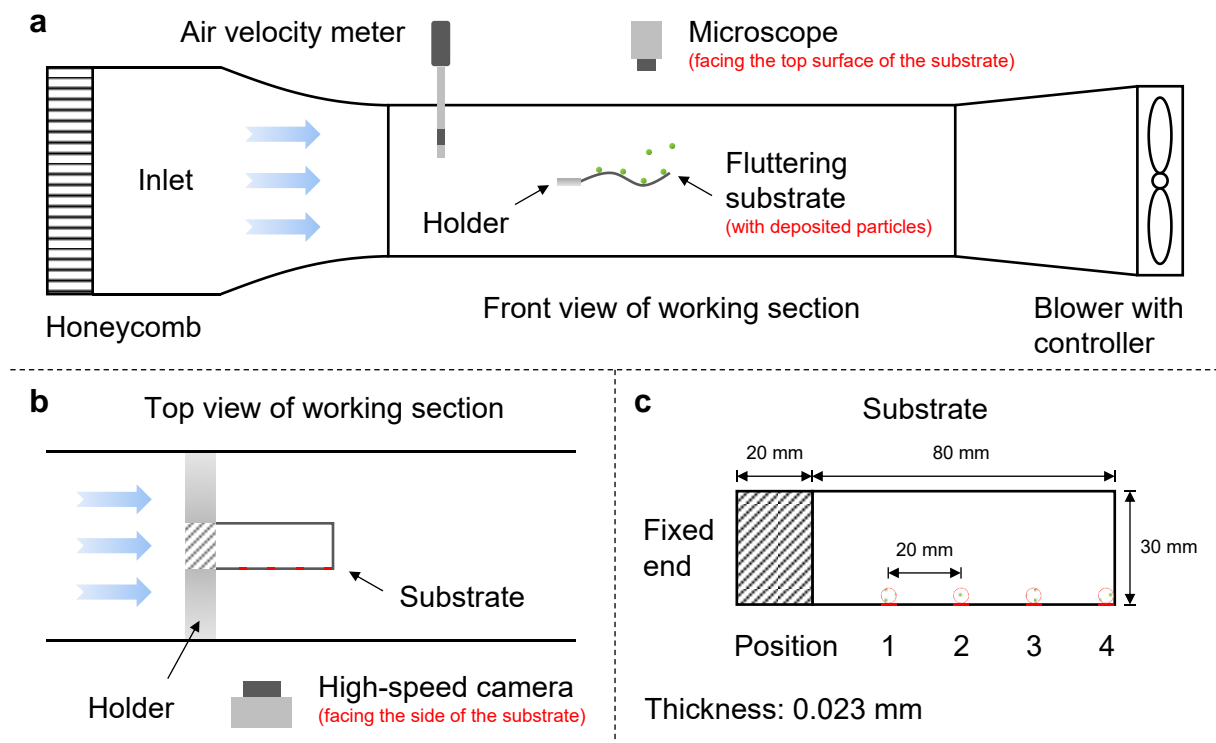 a
Air velocity meter
Microscope
(facing the top surface of the substrate)
Inlet
Holder
Fluttering
substrate
(with deposited particles)
Honeycomb
Front view of working section
Blower with
controller
b
Top view of working section
Substrate
Holder
High-speed camera
(facing the side of the substrate)
c
Substrate
20 mm
80 mm
Fixed
end
20 mm
30 mm
Position 1 2 3 4
Thickness: 0.023 mm